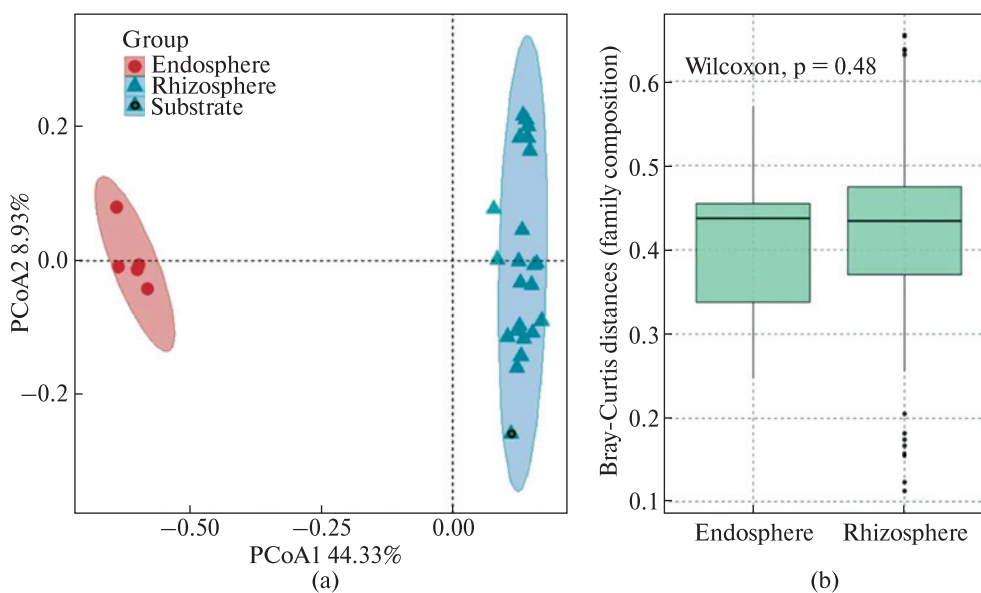 Group
Endosphere
Rhizosphere
Substrate
PCoA2 8.93%
0.2
0.0
−0.2
−0.50
−0.25
0.00
PCoA1 44.33%
(a)
Wilcoxon, p = 0.48
Bray-Curtis distances (family composition)
0.6
0.5
0.4
0.3
0.2
0.1
Endosphere
Rhizosphere
(b)